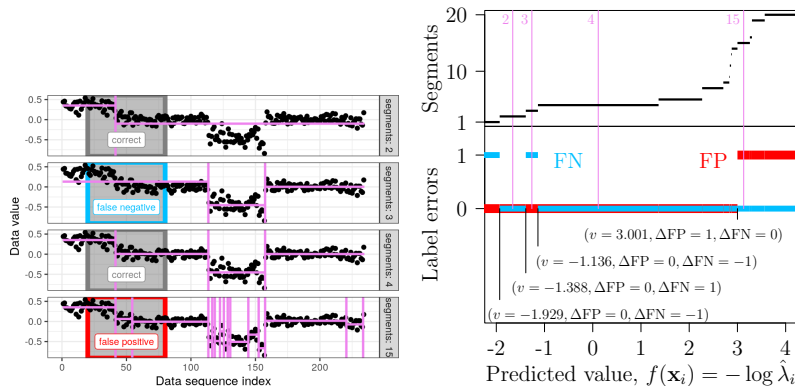 0.5
0.0
-0.5
correct
segments: 2
0.5
0.0
-0.5
false negative
segments: 3
0.5
0.0
-0.5
correct
segments: 4
0.5
0.0
-0.5
false positive
segments: 15
0 50 100 150 200
Data sequence index
Data value
20
10
1
Segments
2 3 4 15
1
0
Label errors
FN FP
(v = 3.001, ΔFP = 1, ΔFN = 0)
(v = −1.136, ΔFP = 0, ΔFN = −1)
(v = −1.388, ΔFP = 0, ΔFN = 1)
(v = −1.929, ΔFP = 0, ΔFN = −1)
-2 -1 0 1 2 3 4
Predicted value, f(𝐱ᵢ) = − log λ̂ᵢ